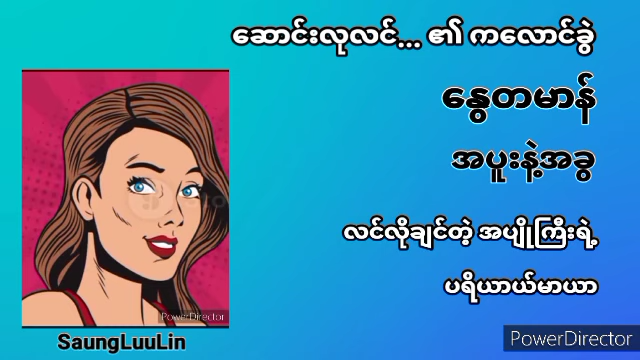 ဆောင်းလုလင်... ၏ ကလောင်ခွဲ
နွေတမာန်
အပူးနဲ့အခွ
လင်လိုချင်တဲ့ အပျိုကြီးရဲ့
ပရိယာယ်မာယာ
PowerDirector
SaungLuuLin
PowerDirector